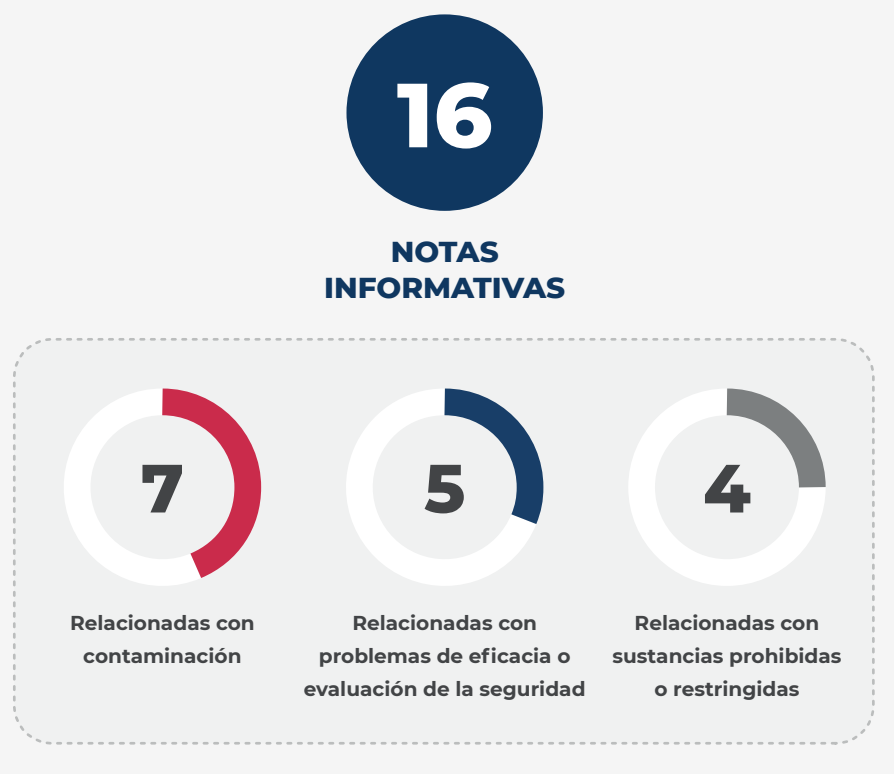 16
NOTAS
INFORMATIVAS
7
Relacionadas con
contaminación
5
Relacionadas con
problemas de eficacia o
evaluación de la seguridad
4
Relacionadas con
sustancias prohibidas
o restringidas